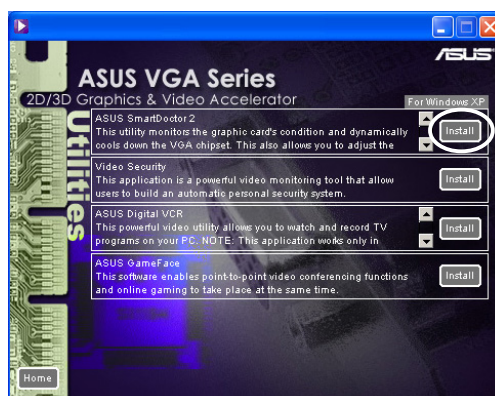 ASUS
ASUS VGA Series
2D/3D Graphics & Video Accelerator
For Windows XP
Utilities
ASUS SmartDoctor 2
This utility monitors the graphic card's condition and dynamically
cools down the VGA chipset. This also allows you to adjust the
Install
Video Security
This application is a powerful video monitoring tool that allow
users to build an automatic personal security system.
Install
ASUS Digital VCR
This powerful video utility allows you to watch and record TV
programs on your PC. NOTE: This application works only in
Install
ASUS GameFace
This software enables point-to-point video conferencing functions
and online gaming to take place at the same time.
Install
Home